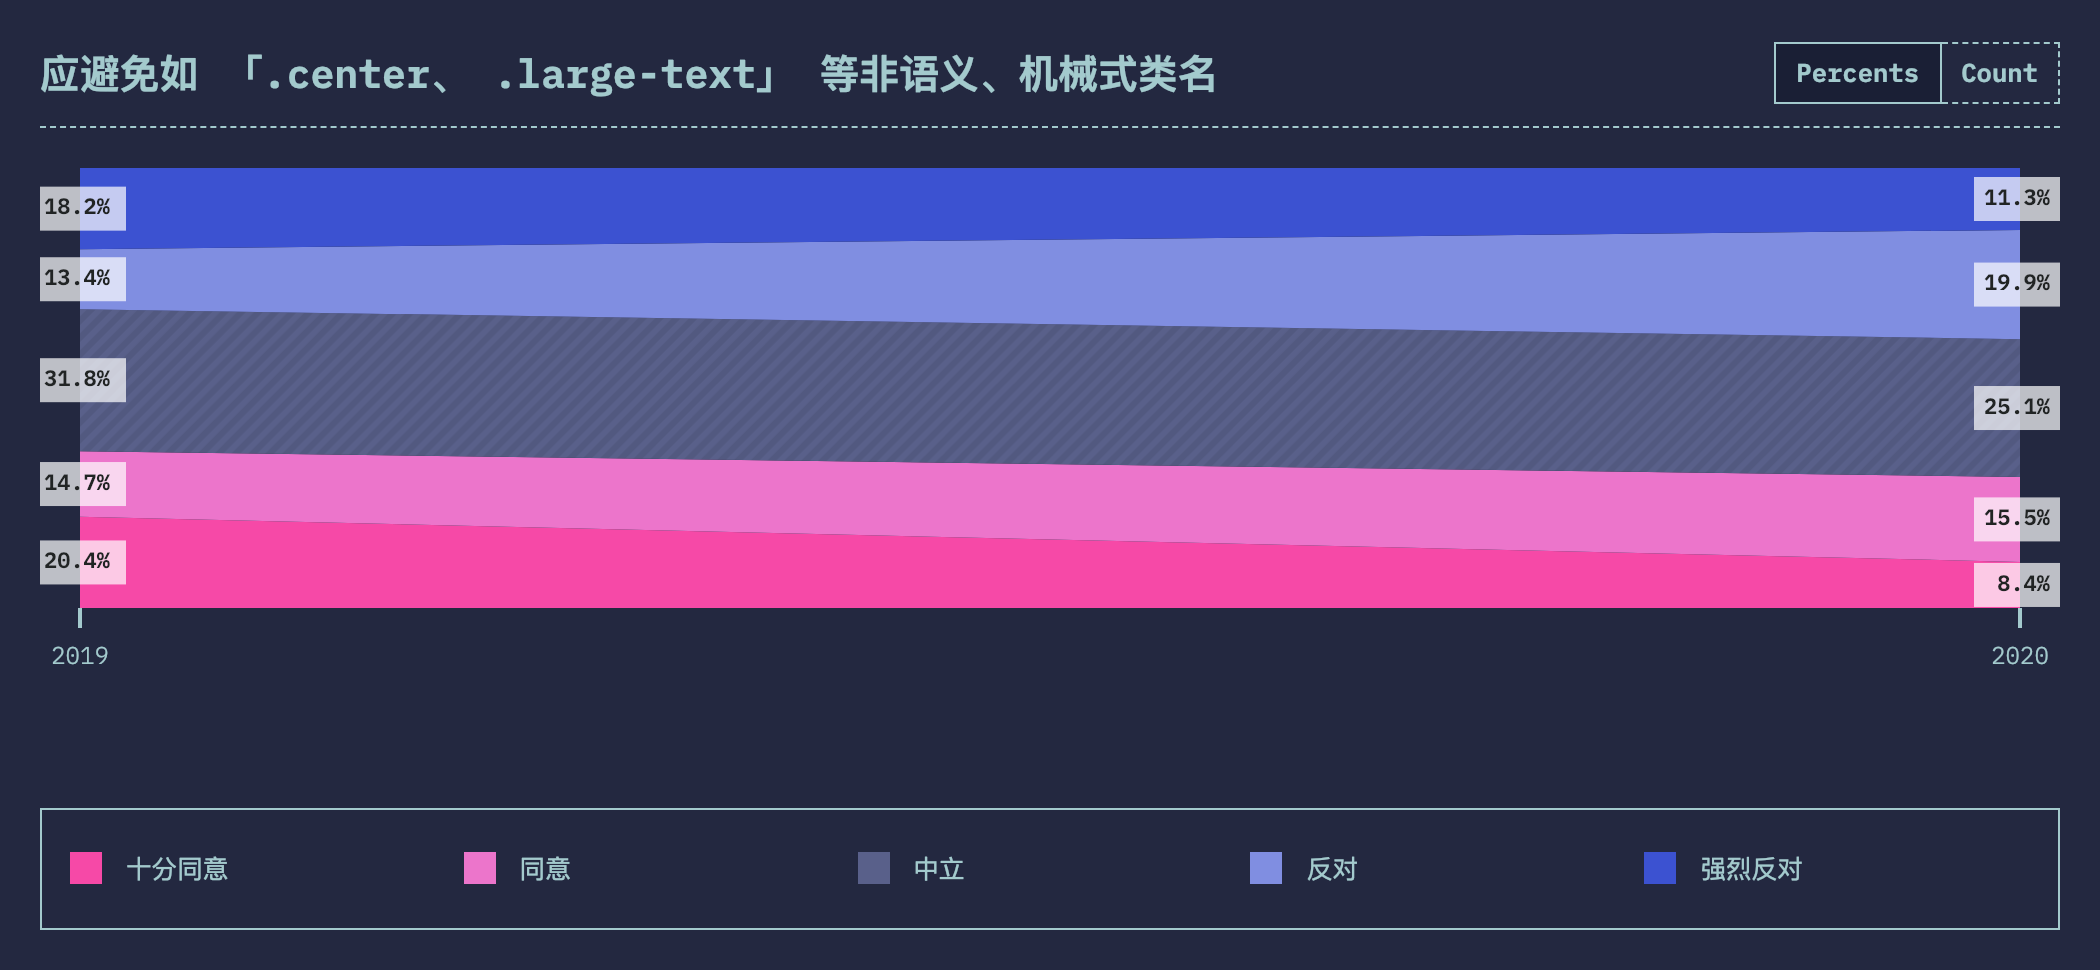 应避免如 「.center、 .large-text」 等非语义、机械式类名
Percents Count
18.2% 11.3%
13.4% 19.9%
31.8% 25.1%
14.7% 15.5%
20.4% 8.4%
2019 2020
十分同意 同意 中立 反对 强烈反对